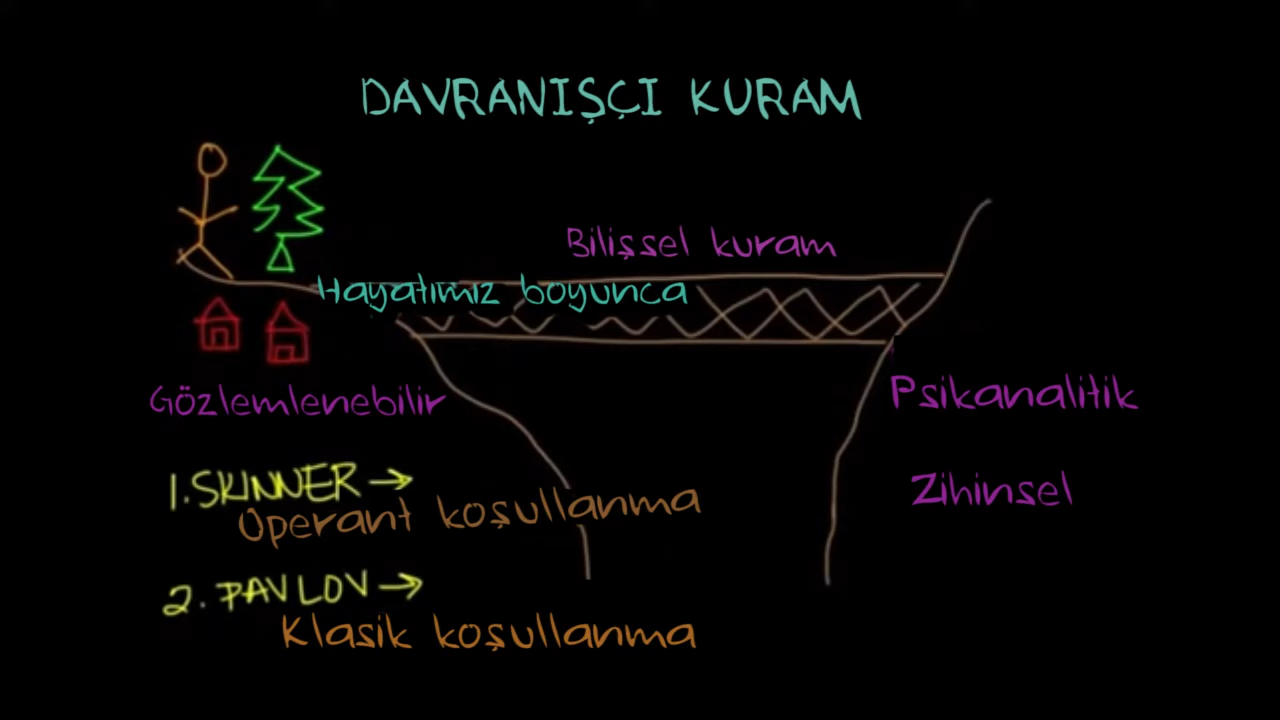 DAVRANIŞÇI KURAM
Bilişsel kuram
Hayatımız boyunca
Gözlemlenebilir
Psikanalitik
1. SKINNER →
Operant koşullanma
Zihinsel
2. PAVLOV →
Klasik koşullanma